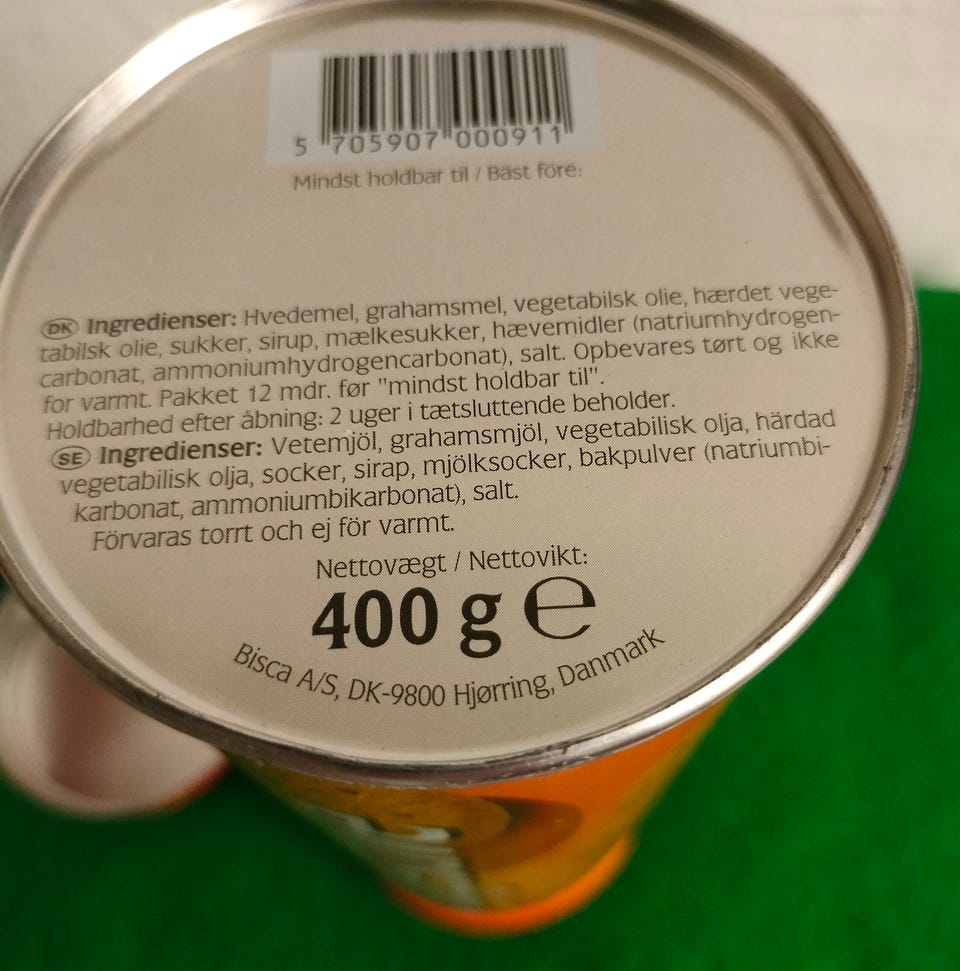 5 705907 000911
Mindst holdbar til / Bäst före:
DK Ingredienser: Hvedemel, grahamsmel, vegetabilsk olie, hærdet vege-
tabilsk olie, sukker, sirup, mælkesukker, hævemidler (natriumhydrogen-
carbonat, ammoniumhydrogencarbonat), salt. Opbevares tørt og ikke
for varmt. Pakket 12 mdr. før "mindst holdbar til".
Holdbarhed efter åbning: 2 uger i tætsluttende beholder.
SE Ingredienser: Vetemjöl, grahamsmjöl, vegetabilisk olja, härdad
vegetabilisk olja, socker, sirap, mjölksocker, bakpulver (natriumbi-
karbonat, ammoniumbikarbonat), salt.
Förvaras torrt och ej för varmt.
Nettovægt / Nettovikt:
400 g e
Bisca A/S, DK-9800 Hjørring, Danmark